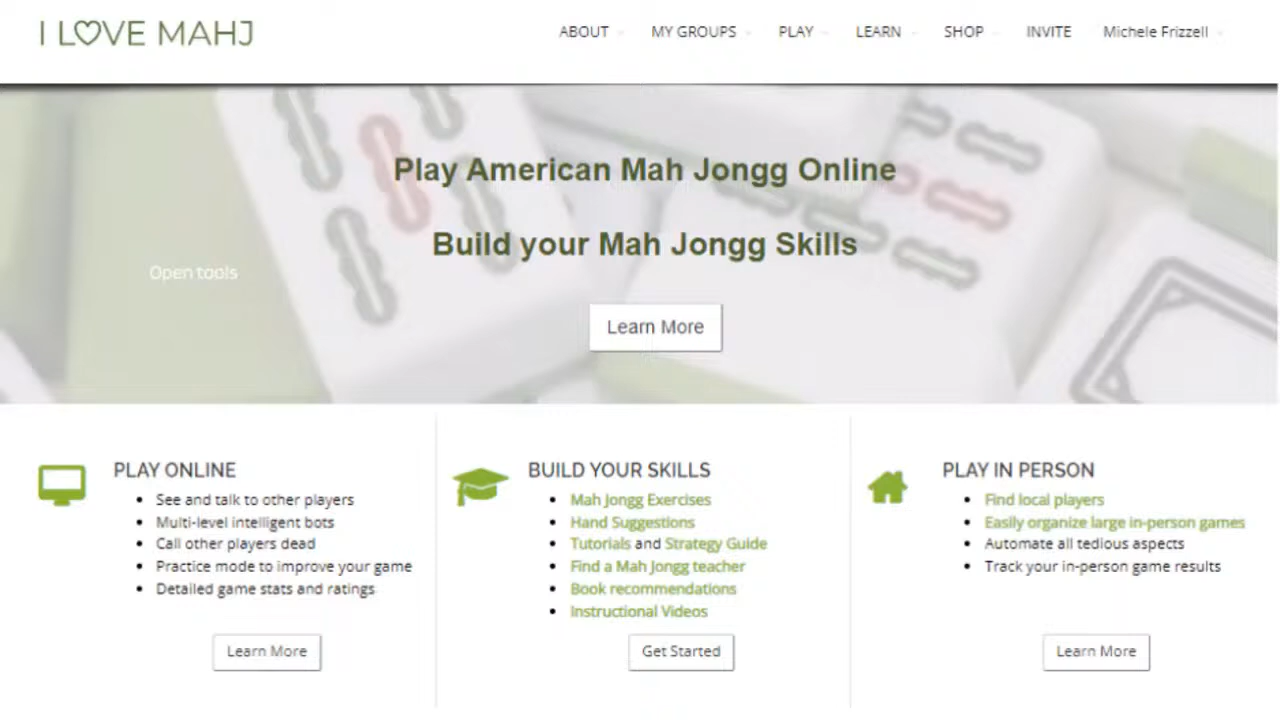 I L♡VE MAHJ
ABOUT MY GROUPS PLAY LEARN SHOP INVITE Michele Frizzell
Play American Mah Jongg Online
Build your Mah Jongg Skills
Open tools
Learn More
PLAY ONLINE
See and talk to other players
Multi-level intelligent bots
Call other players dead
Practice mode to improve your game
Detailed game stats and ratings
Learn More
BUILD YOUR SKILLS
Mah Jongg Exercises
Hand Suggestions
Tutorials and Strategy Guide
Find a Mah Jongg teacher
Book recommendations
Instructional Videos
Get Started
PLAY IN PERSON
Find local players
Easily organize large in-person games
Automate all tedious aspects
Track your in-person game results
Learn More